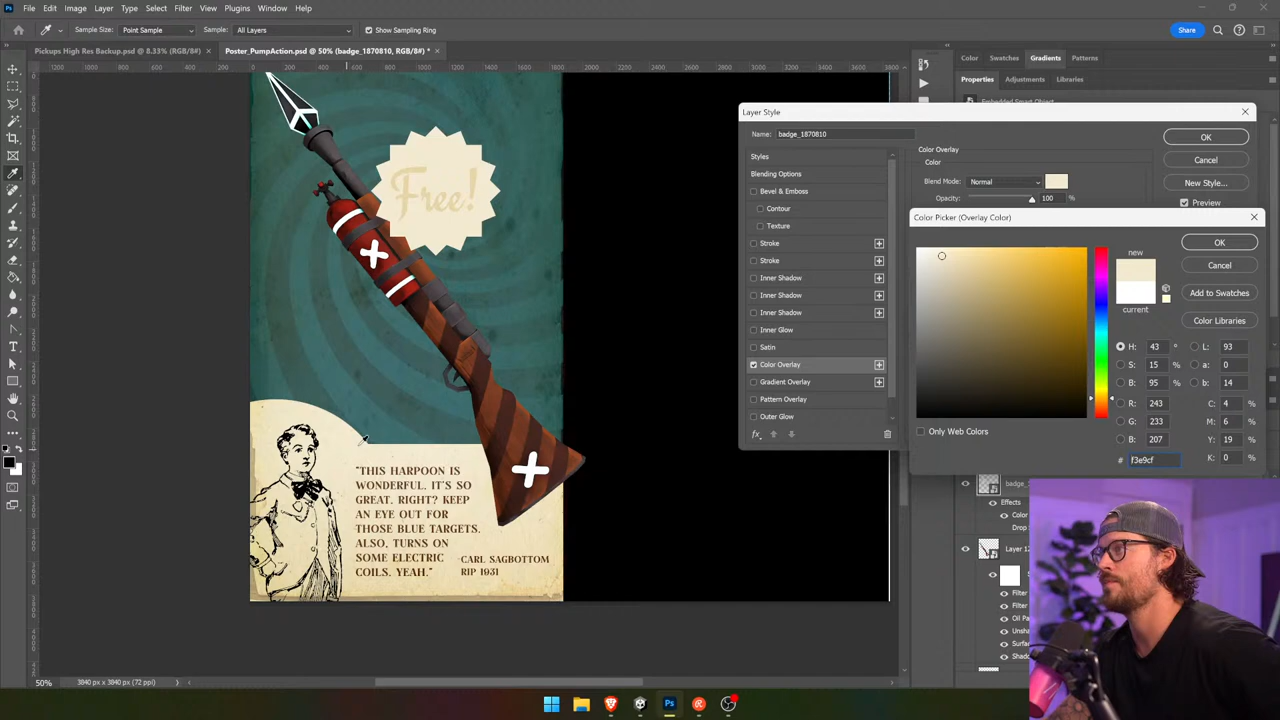 File Edit Image Layer Type Select Filter View Plugins Window Help
Sample Size: Point Sample Sample: All Layers Show Sampling Ring
Share
Pickups High Res Backup.psd @ 8.33% (RGB/8#) × Poster_PumpAction.psd @ 50% (badge_1870810, RGB/8#) * ×
Color Swatches Gradients Patterns
Properties Adjustments Libraries
Embedded Smart Object
Layer Style
Name: badge_1870810
Styles
Blending Options
Bevel & Emboss
Contour
Texture
Stroke
Stroke
Inner Shadow
Inner Shadow
Inner Shadow
Inner Glow
Satin
Color Overlay
Gradient Overlay
Pattern Overlay
Outer Glow
fx
Color Overlay
Color
Blend Mode: Normal
Opacity: 100 %
OK
Cancel
New Style...
Preview
Color Picker (Overlay Color)
new
current
OK
Cancel
Add to Swatches
Color Libraries
H: 43 ° L: 93
S: 15 % a: 0
B: 95 % b: 14
R: 243 C: 4 %
G: 233 M: 6 %
B: 207 Y: 19 %
# f3e9cf K: 0 %
Only Web Colors
Free!
"THIS HARPOON IS
WONDERFUL. IT'S SO
GREAT. RIGHT? KEEP
AN EYE OUT FOR
THOSE BLUE TARGETS.
ALSO, TURNS ON
SOME ELECTRIC
COILS. YEAH."
-CARL SAGBOTTOM
RIP 1931
badge_
Effects
Color
Drop
Layer 12
Filter
Filter
Oil Pa
Unsha
Surfa
Shado
50% 3840 px x 3840 px (72 ppi)